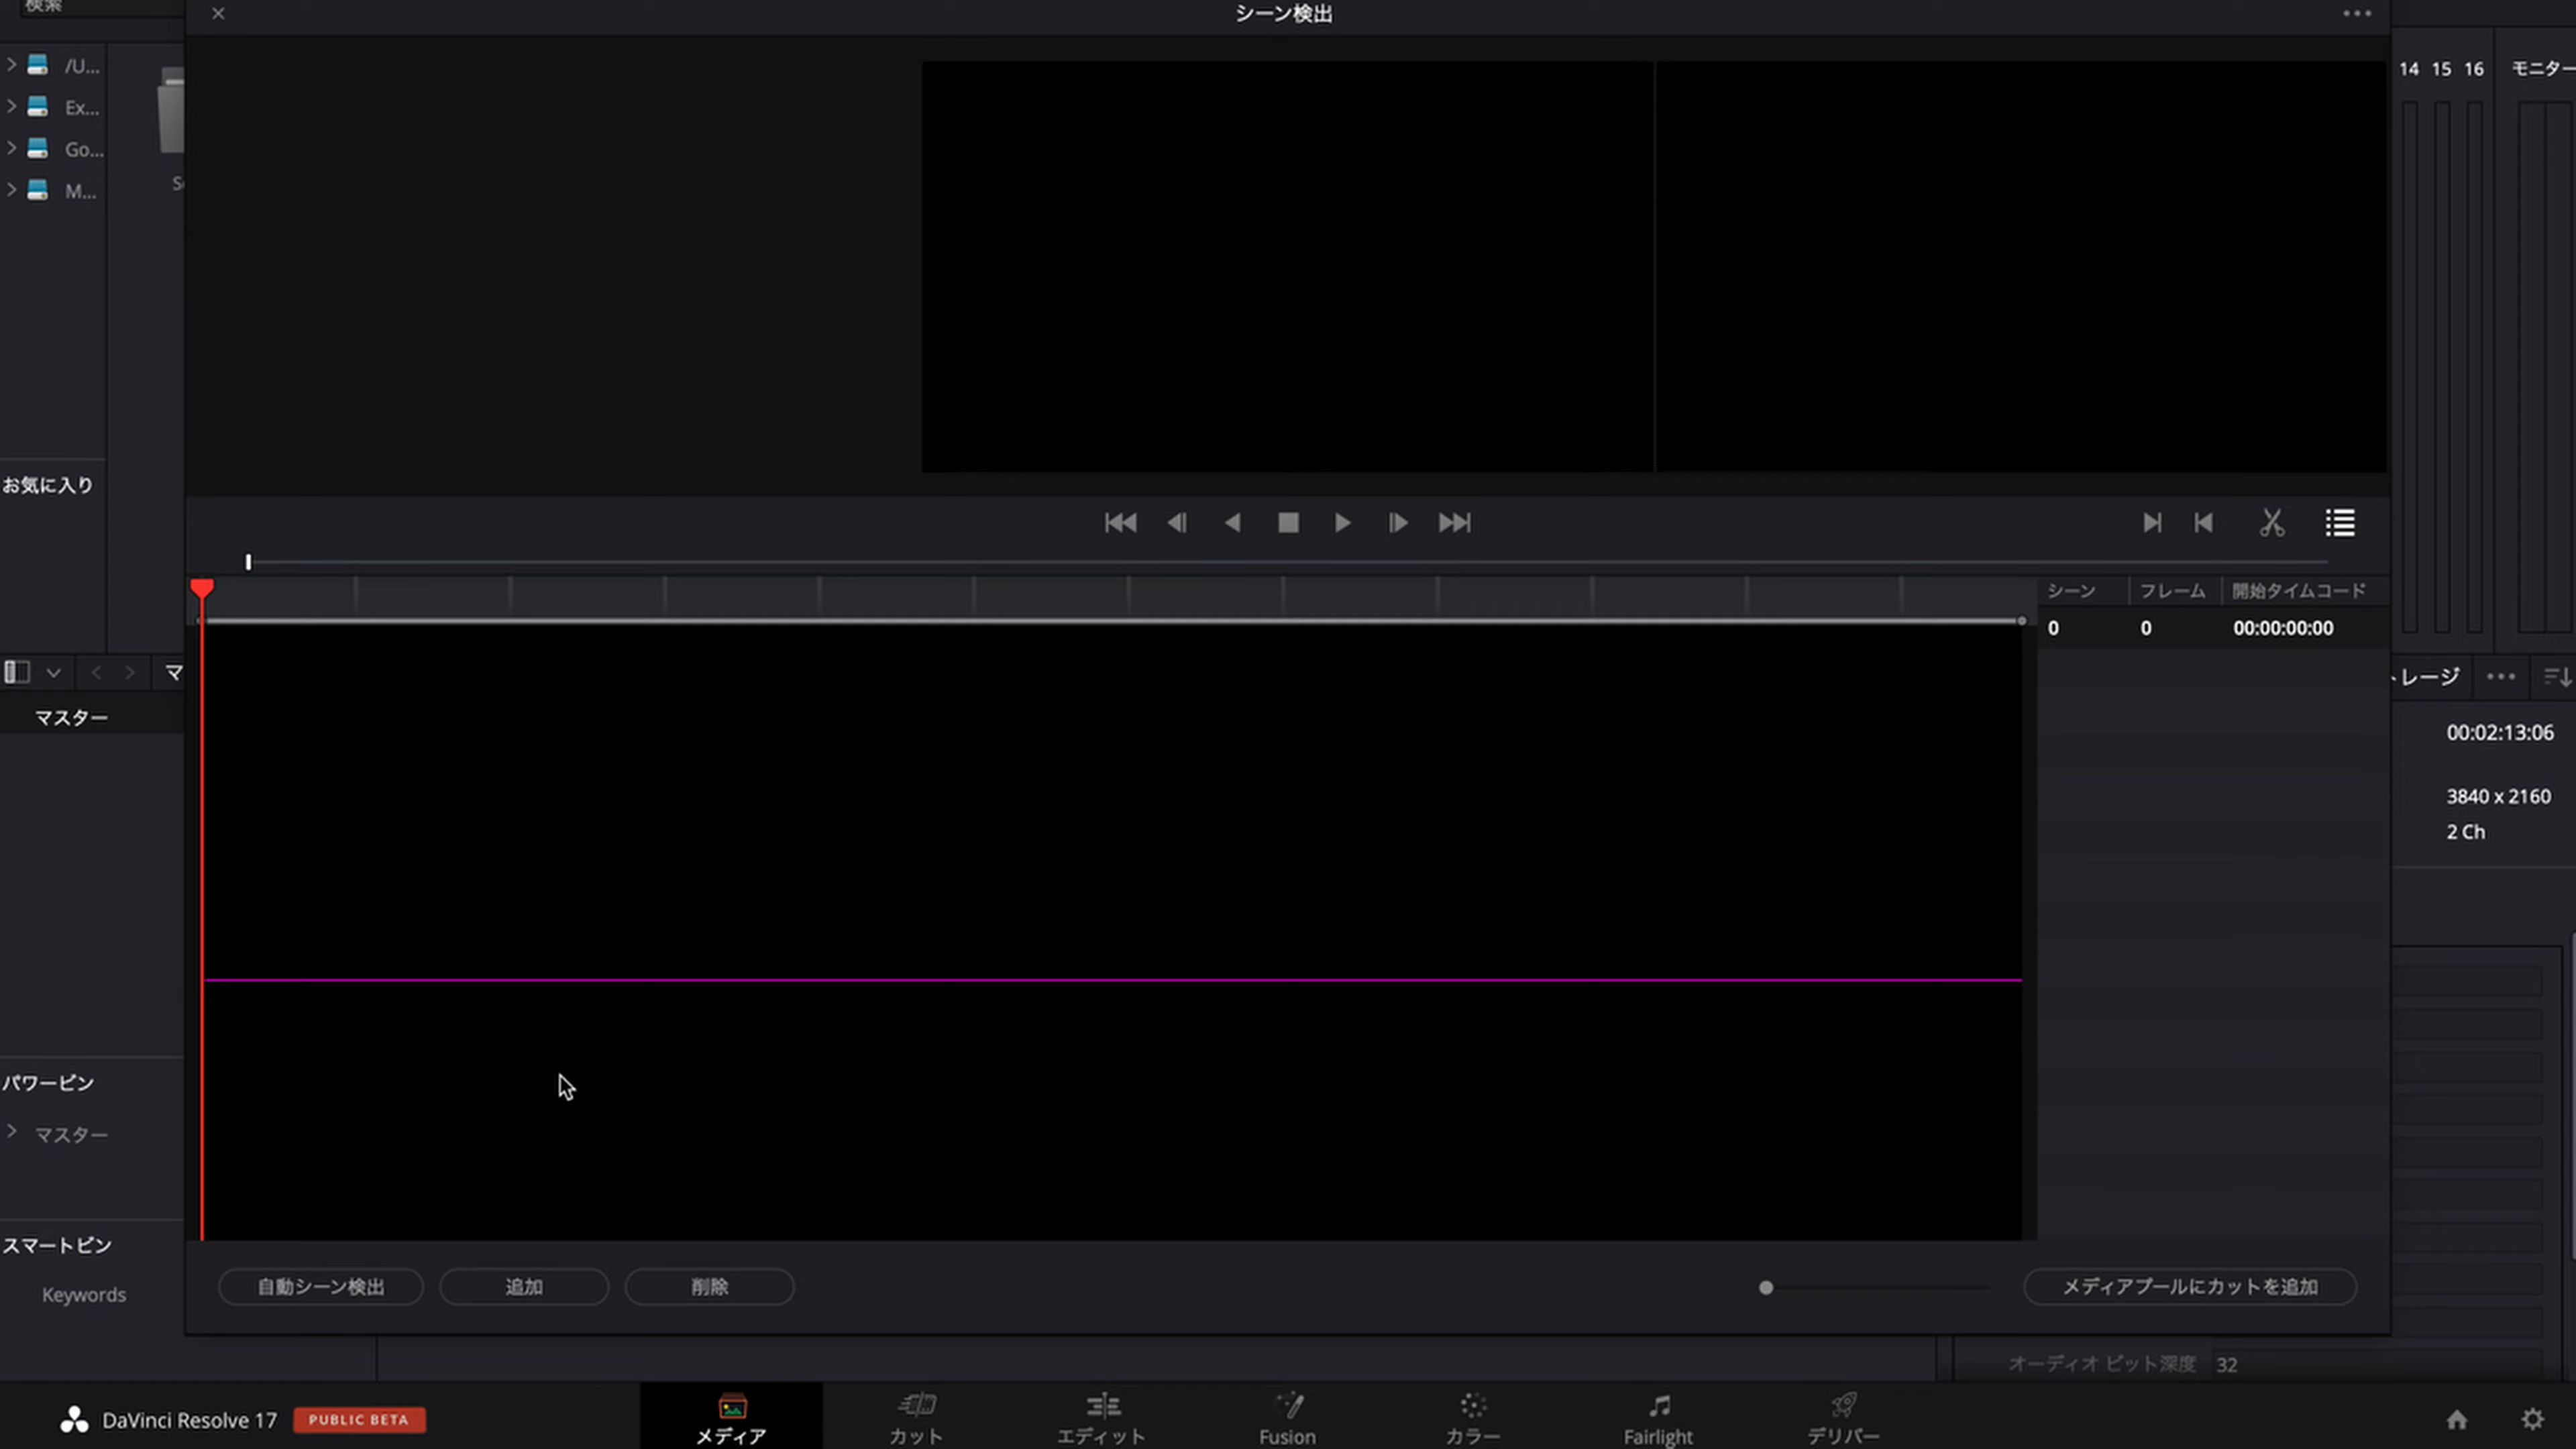 検索
シーン検出
/U...
Ex...
Go...
M...
14 15 16
モニター
お気に入り
シーン フレーム 開始タイムコード
0 0 00:00:00:00
マ
マスター
トレージ
00:02:13:06
3840 x 2160
2 Ch
パワービン
マスター
スマートビン
Keywords
自動シーン検出
追加
削除
メディアプールにカットを追加
オーディオ ビット深度 32
DaVinci Resolve 17
PUBLIC BETA
メディア
カット
エディット
Fusion
カラー
Fairlight
デリバー